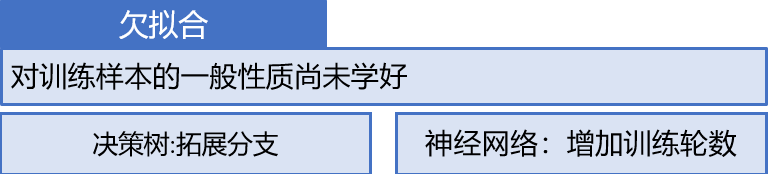 欠拟合
对训练样本的一般性质尚未学好
决策树:拓展分支
神经网络：增加训练轮数